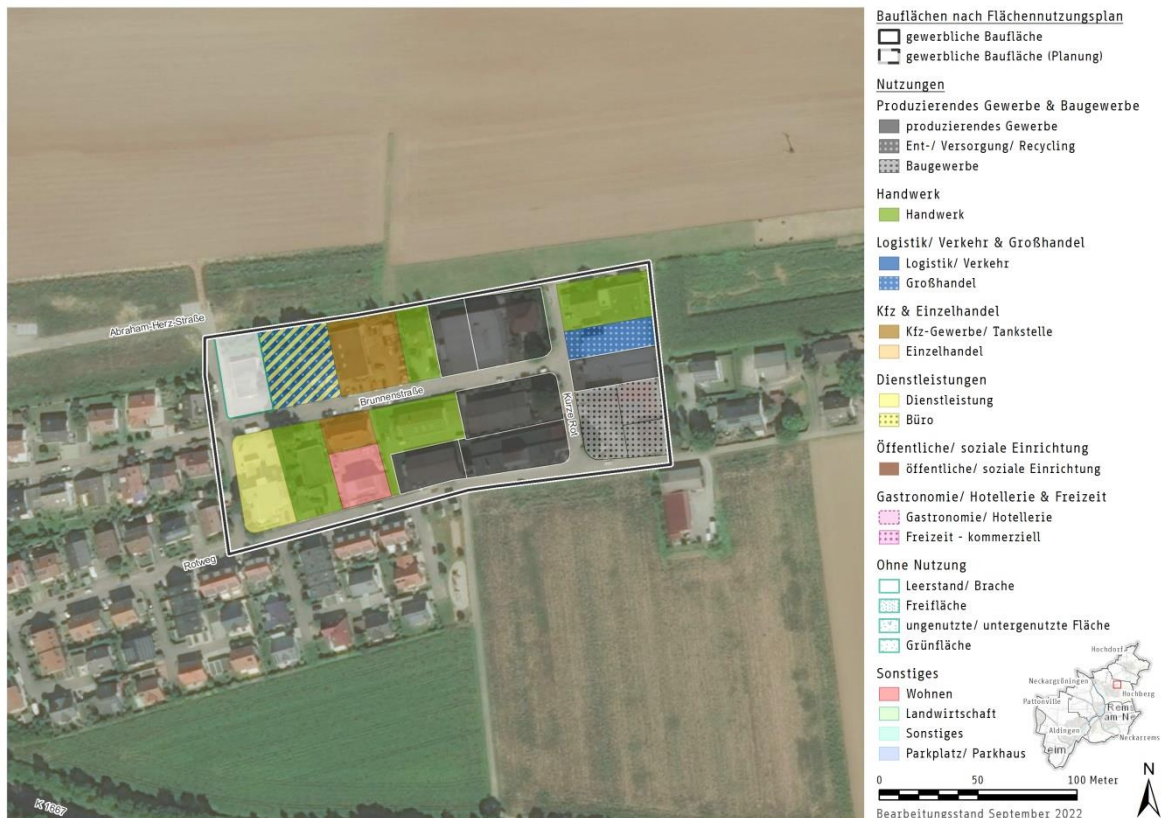 Bauflächen nach Flächennutzungsplan
gewerbliche Baufläche
gewerbliche Baufläche (Planung)
Nutzungen
Produzierendes Gewerbe & Baugewerbe
produzierendes Gewerbe
Ent-/ Versorgung/ Recycling
Baugewerbe
Handwerk
Handwerk
Logistik/ Verkehr & Großhandel
Logistik/ Verkehr
Großhandel
Kfz & Einzelhandel
Kfz-Gewerbe/ Tankstelle
Einzelhandel
Dienstleistungen
Dienstleistung
Büro
Öffentliche/ soziale Einrichtung
öffentliche/ soziale Einrichtung
Gastronomie/ Hotellerie & Freizeit
Gastronomie/ Hotellerie
Freizeit - kommerziell
Ohne Nutzung
Leerstand/ Brache
Freifläche
ungenutzte/ untergenutzte Fläche
Grünfläche
Sonstiges
Wohnen
Landwirtschaft
Sonstiges
Parkplatz/ Parkhaus
Hochdorf
Neckargröningen
Hochberg
Pattonville
Rems
am-Ne
Aldingen
Neckarrems
eim
0 50 100 Meter
N
Bearbeitungsstand September 2022
Abraham-Herz-Straße
Brunnenstraße
Kurze Rot
Rotweg
K 1667